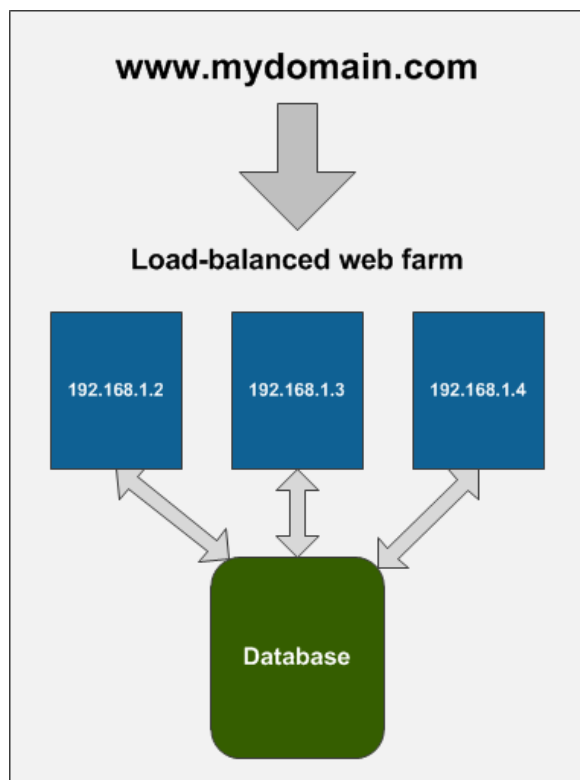 www.mydomain.com
Load-balanced web farm
192.168.1.2
192.168.1.3
192.168.1.4
Database